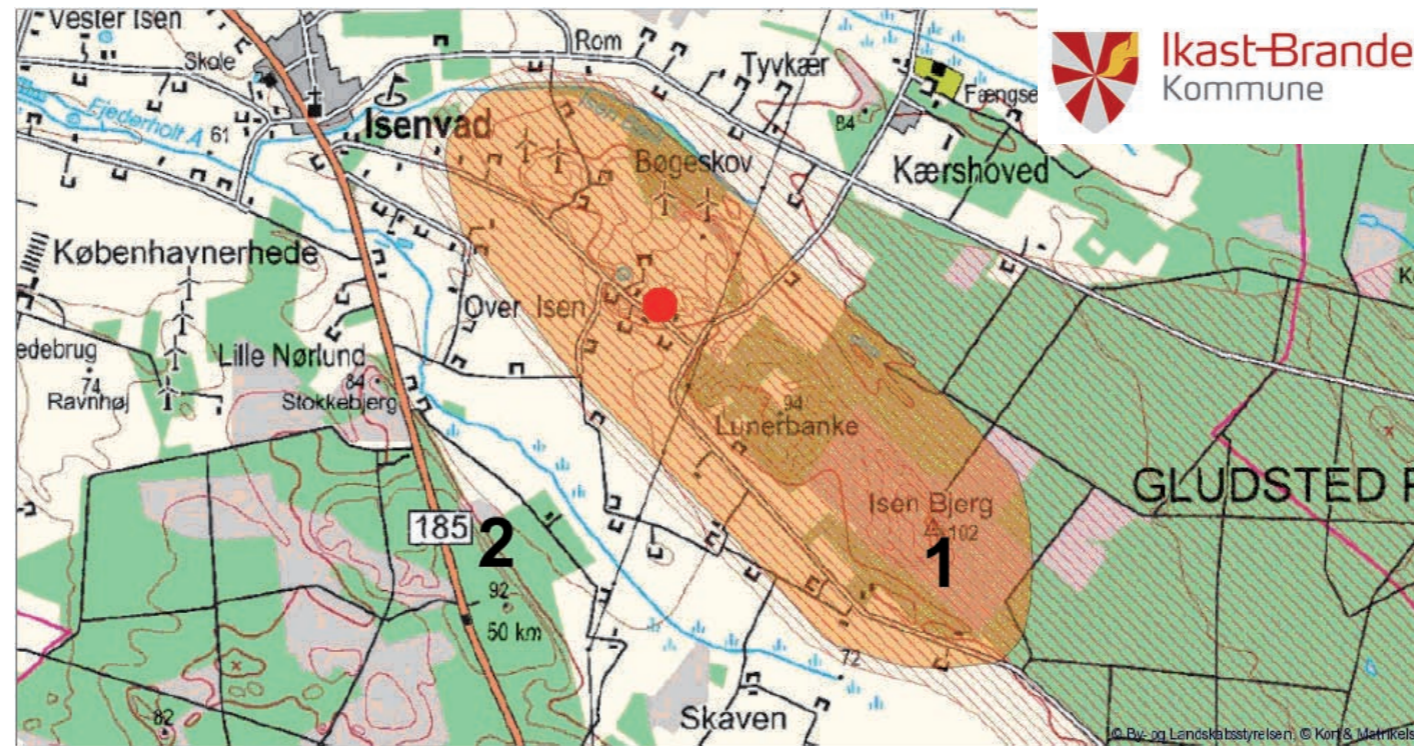 Vester Isen
Skole
Rom
Tyvkær
Ikast-Brande
Kommune
Fængse
Fjederholt Å
61
Isenvad
84
Bøgeskov
Kærshoved
Københavnerhede
Over Isen
edebrug
74
Ravnhøj
Lille Nørlund
84
Stokkebjerg
94
Lunerbanke
GLUDSTED P
Isen Bjerg
102
185
2
1
92
50 km
72
82
Skaven
© By- og Landskabsstyrelsen, © Kort & Matrikels